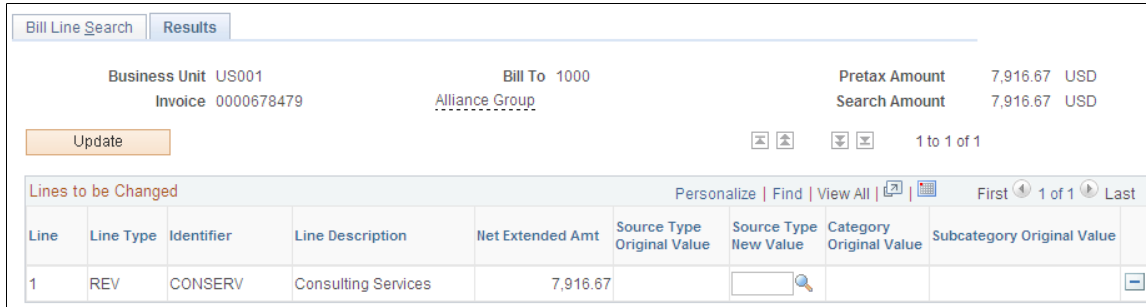 Bill Line Search Results
Business Unit US001 Bill To 1000 Pretax Amount 7,916.67 USD
Invoice 0000678479 Alliance Group Search Amount 7,916.67 USD
Update 1 to 1 of 1
Lines to be Changed Personalize | Find | View All | | First 1 of 1 Last
Line Line Type Identifier Line Description Net Extended Amt Source Type Original Value Source Type New Value Category Original Value Subcategory Original Value
1 REV CONSERV Consulting Services 7,916.67